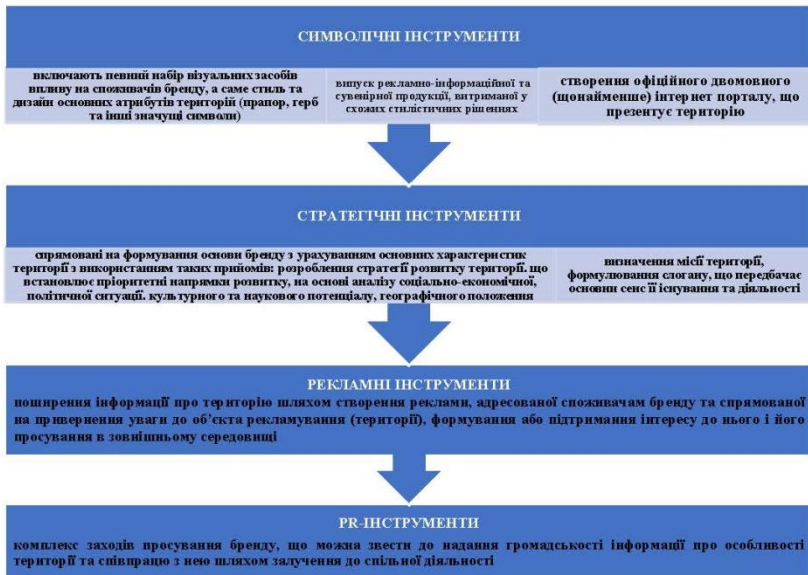 СИМВОЛІЧНІ ІНСТРУМЕНТИ
включають певний набір візуальних засобів
впливу на споживачів бренду, а саме стиль та
дизайн основних атрибутів територій (прапор, герб
та інші значущі символи)
випуск рекламно-інформаційної та
сувенірної продукції, витриманої у
схожих стилістичних рішеннях
створення офіційного двомовного
(щонайменше) інтернет порталу, що
презентує територію
СТРАТЕГІЧНІ ІНСТРУМЕНТИ
спрямовані на формування основи бренду з урахуванням основних характеристик
території з використанням таких прийомів: розроблення стратегії розвитку території. що
встановлює пріоритетні напрямки розвитку, на основі аналізу соціально-економічної,
політичної ситуації. культурного та наукового потенціалу, географічного положення
визначення місії території,
формулювання слогану, що передбачає
основни сенс її існування та діяльності
РЕКЛАМНІ ІНСТРУМЕНТИ
поширення інформації про територію шляхом створення реклами, адресованої споживачам бренду та спрямованої
на привернення уваги до об'єкта рекламування (території), формування або підтримання інтересу до нього і його
просування в зовнішньому середовищі
PR-ІНСТРУМЕНТИ
комплекс заходів просування бренду, що можна звести до надання громадськості інформації про особливості
території та співпрацю з нею шляхом залучення до спільної діяльності